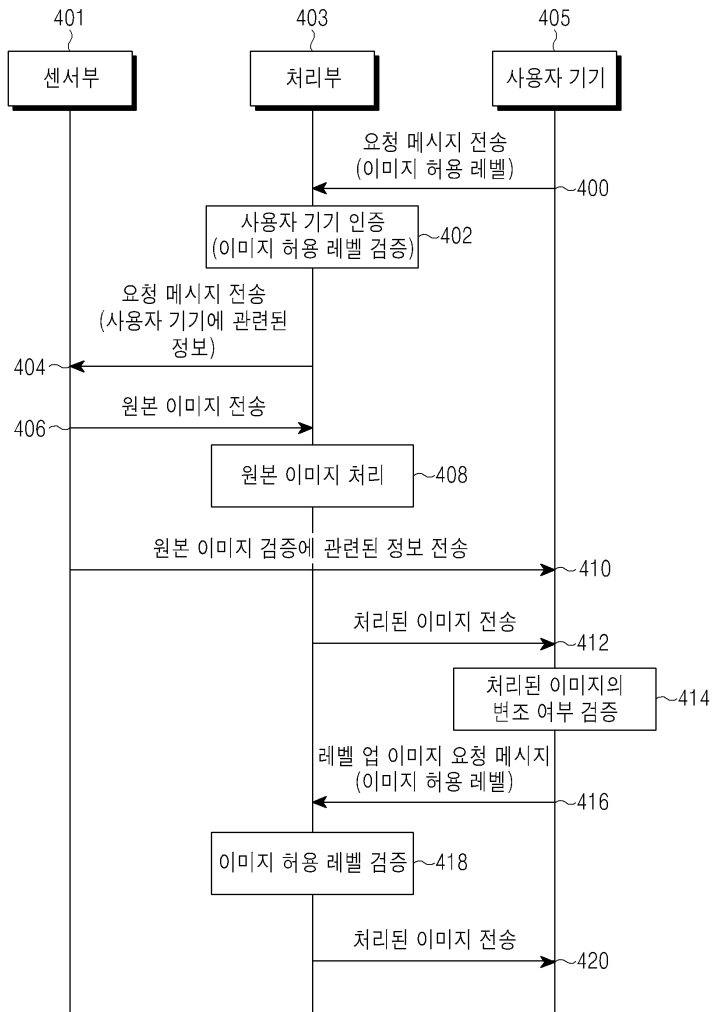 401
403
405
센서부
처리부
사용자 기기
요청 메시지 전송
(이미지 허용 레벨)
400
사용자 기기 인증
(이미지 허용 레벨 검증)
402
요청 메시지 전송
(사용자 기기에 관련된
정보)
404
원본 이미지 전송
406
원본 이미지 처리
408
원본 이미지 검증에 관련된 정보 전송
410
처리된 이미지 전송
412
처리된 이미지의
변조 여부 검증
414
레벨 업 이미지 요청 메시지
(이미지 허용 레벨)
416
이미지 허용 레벨 검증
418
처리된 이미지 전송
420